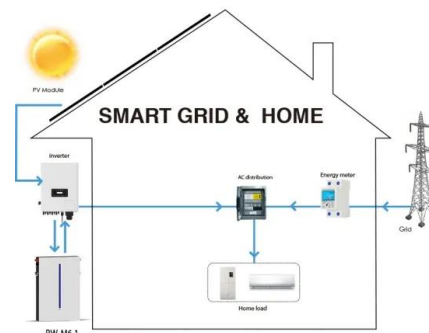 PV Module
SMART GRID & HOME
Inverter
AC distribution
Energy meter
Grid
Home load